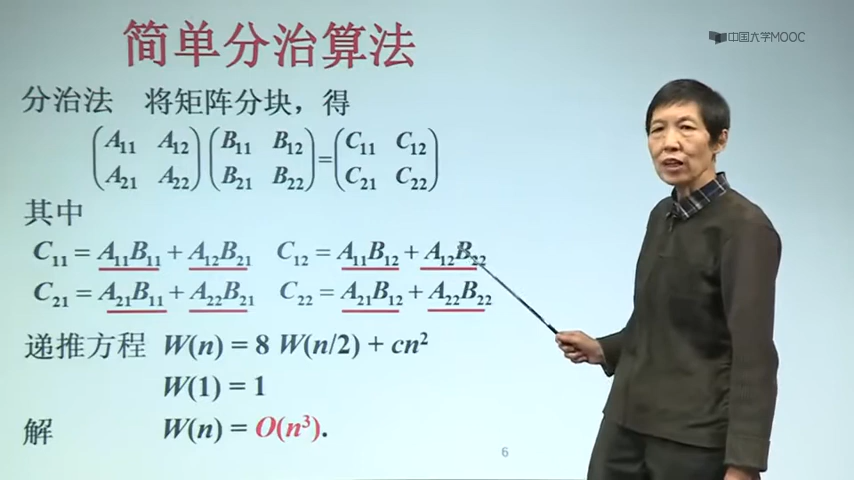 中国大学MOOC
简单分治算法
分治法 将矩阵分块，得
(A₁₁ A₁₂) (B₁₁ B₁₂) = (C₁₁ C₁₂)
(A₂₁ A₂₂) (B₂₁ B₂₂) (C₂₁ C₂₂)
其中
C₁₁ = A₁₁B₁₁ + A₁₂B₂₁ C₁₂ = A₁₁B₁₂ + A₁₂B₂₂
C₂₁ = A₂₁B₁₁ + A₂₂B₂₁ C₂₂ = A₂₁B₁₂ + A₂₂B₂₂
递推方程 W(n) = 8 W(n/2) + cn²
W(1) = 1
解 W(n) = O(n³).
6